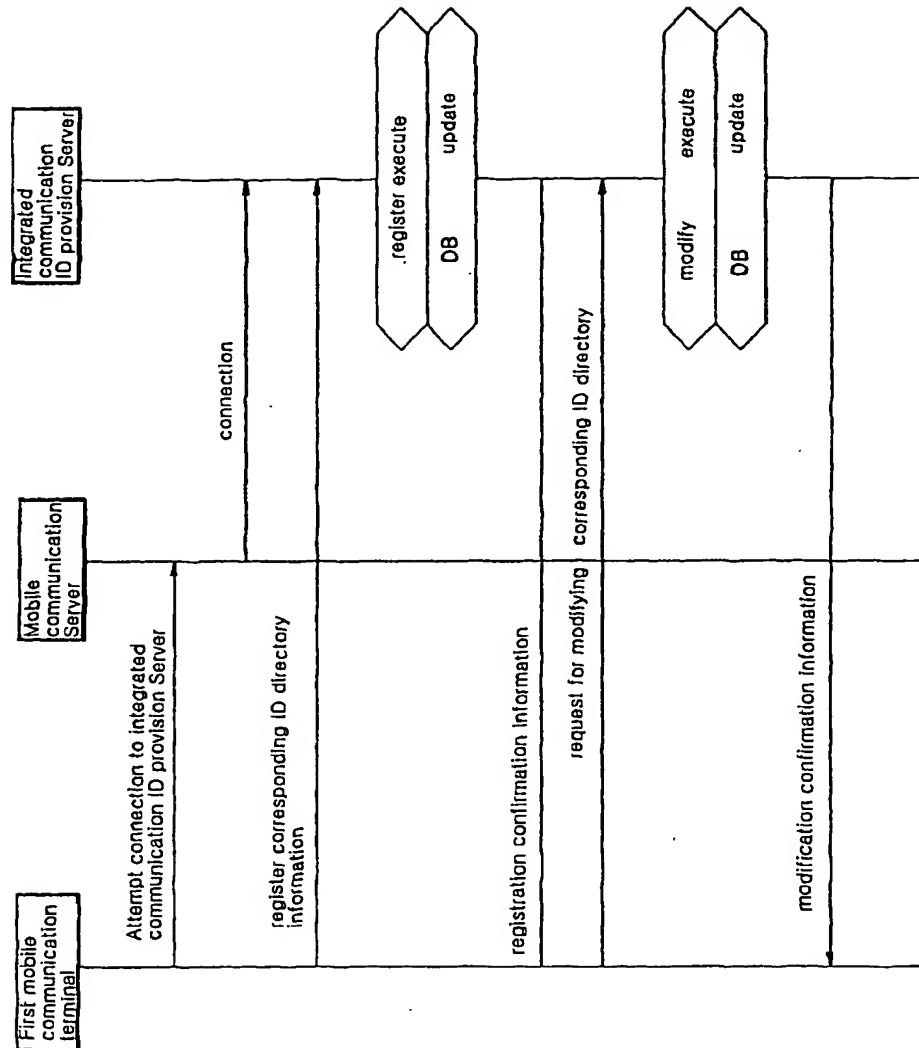 First mobile
communication
terminal
Mobile
communication
Server
Integrated
communication
ID provision Server
Attempt connection to integrated
communication ID provision Server
connection
register corresponding ID directory
information
.register execute
DB update
registration confirmation information
request for modifying corresponding ID directory
modify execute
DB update
modification confirmation information